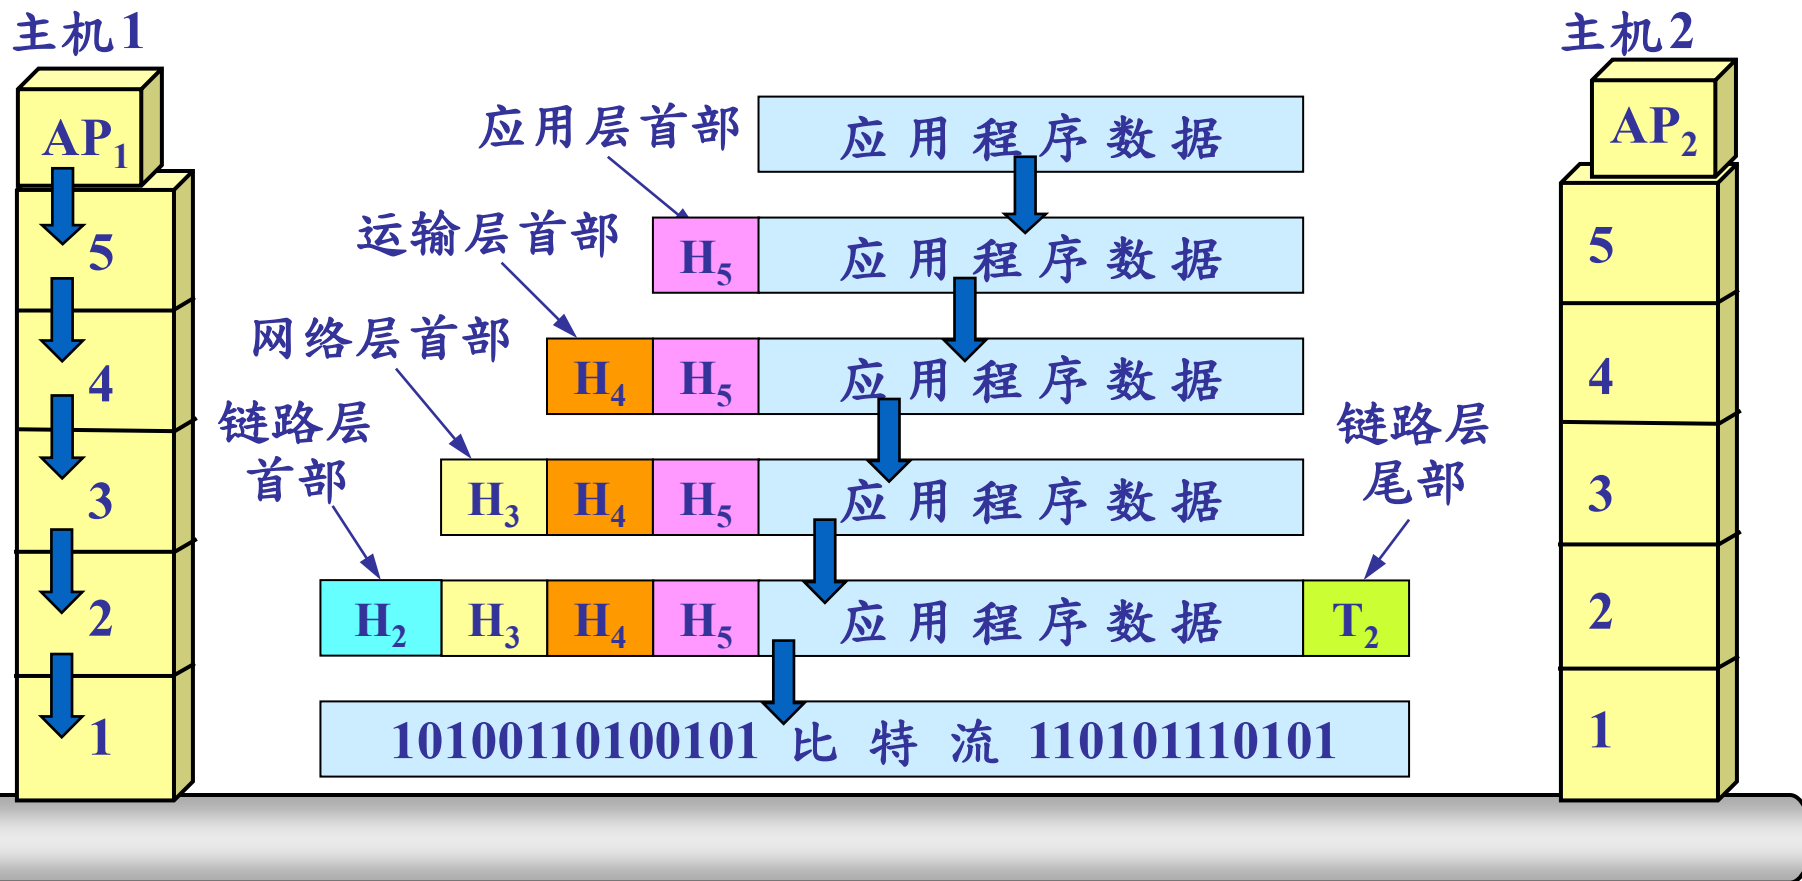 主机1
主机2
AP1
AP2
应用层首部
应用程序数据
运输层首部
H5 应用程序数据
网络层首部
H4 H5 应用程序数据
链路层
首部
H3 H4 H5 应用程序数据
链路层
尾部
H2 H3 H4 H5 应用程序数据 T2
10100110100101 比特流 110101110101
5
4
3
2
1
5
4
3
2
1